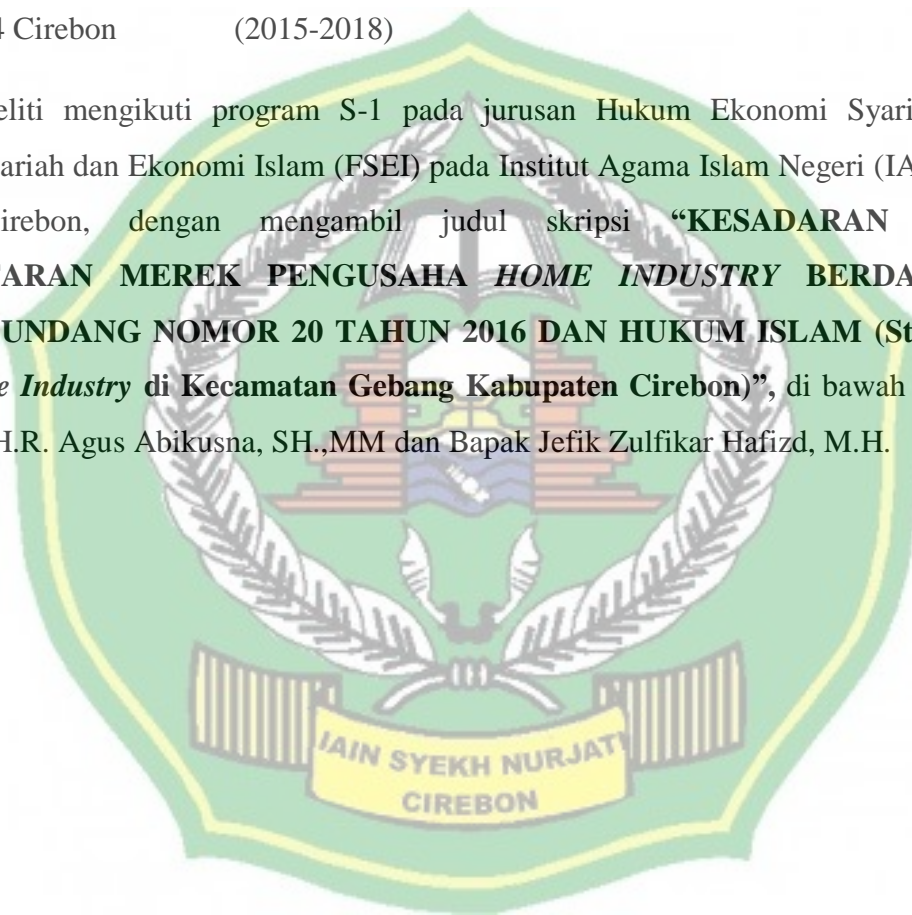 4 Cirebon (2015-2018)
eliti mengikuti program S-1 pada jurusan Hukum Ekonomi Syari
ariah dan Ekonomi Islam (FSEI) pada Institut Agama Islam Negeri (IA
irebon, dengan mengambil judul skripsi “KESADARAN
ARAN MEREK PENGUSAHA HOME INDUSTRY BERDA
UNDANG NOMOR 20 TAHUN 2016 DAN HUKUM ISLAM (St
e Industry di Kecamatan Gebang Kabupaten Cirebon)”, di bawah
H.R. Agus Abikusna, SH.,MM dan Bapak Jefik Zulfikar Hafizd, M.H.
IAIN SYEKH NURJATI
CIREBON